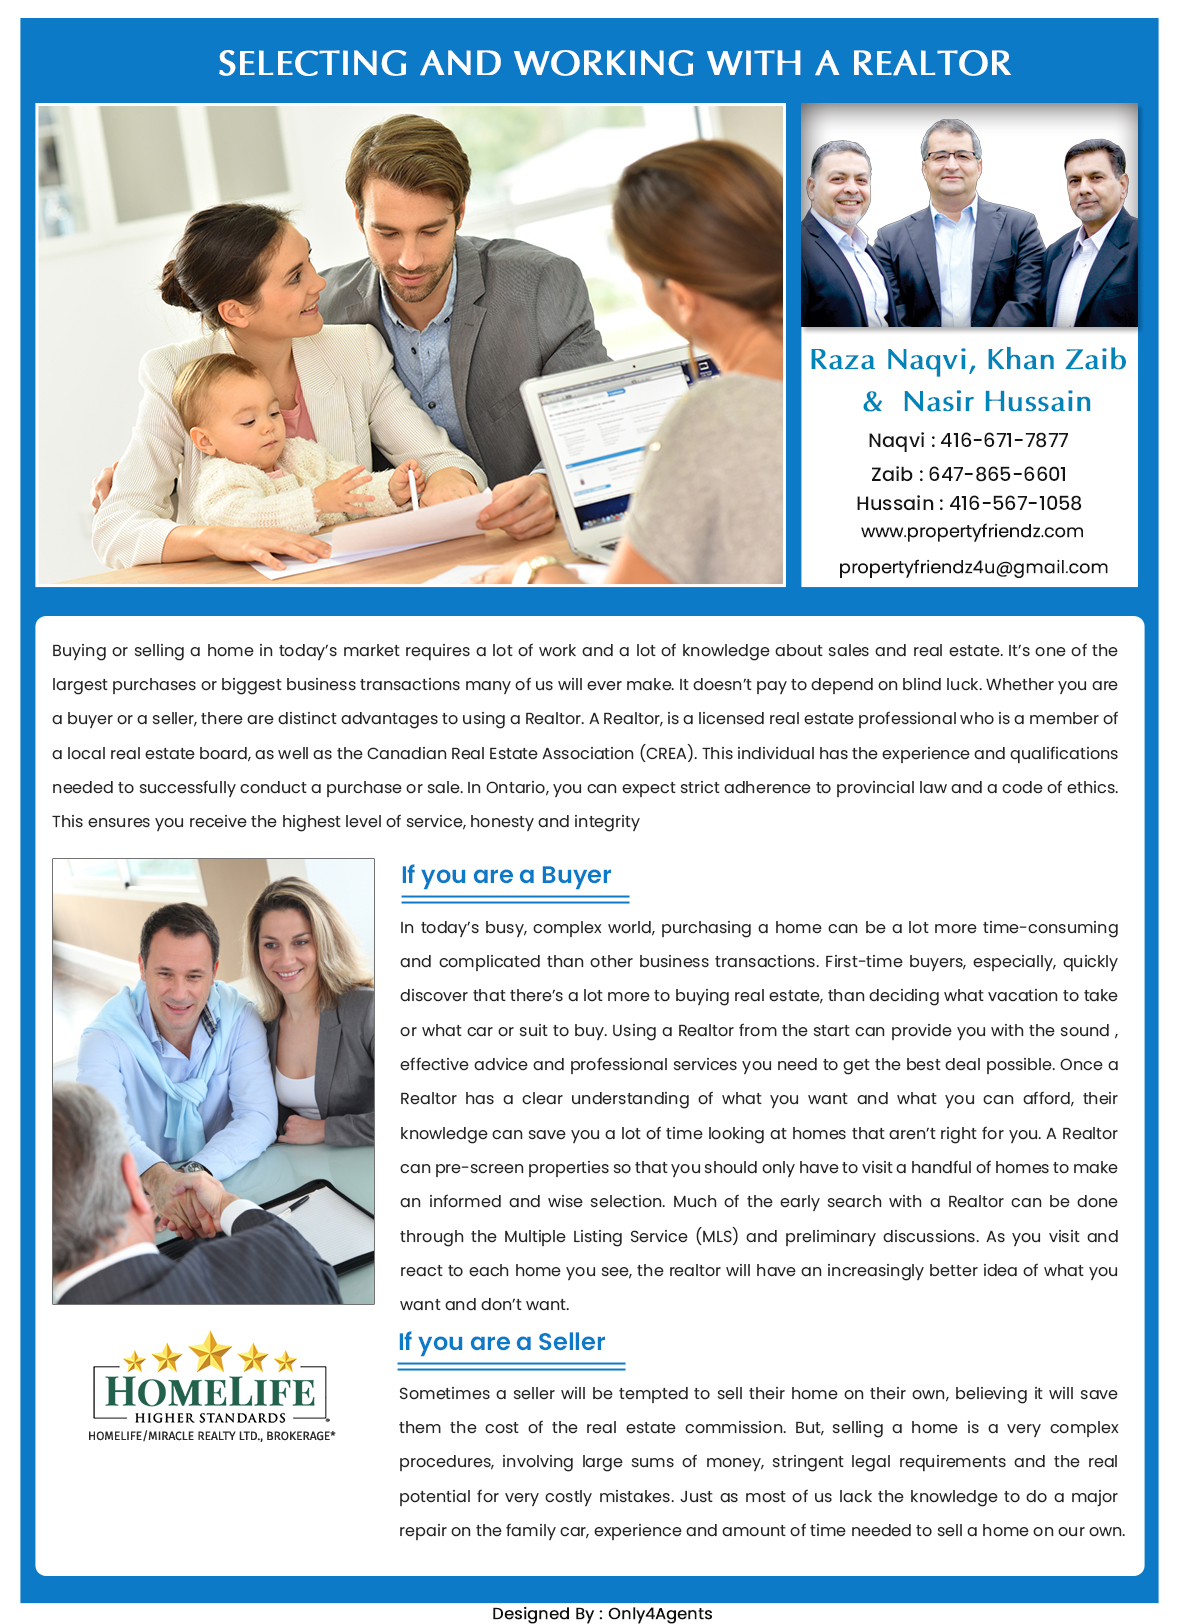 SELECTING AND WORKING WITH A REALTOR
Raza Naqvi, Khan Zaib
& Nasir Hussain
Naqvi : 416-671-7877
Zaib : 647-865-6601
Hussain : 416-567-1058
www.propertyfriendz.com
propertyfriendz4u@gmail.com
Buying or selling a home in today's market requires a lot of work and a lot of knowledge about sales and real estate. It's one of the
largest purchases or biggest business transactions many of us will ever make. It doesn't pay to depend on blind luck. Whether you are
a buyer or a seller, there are distinct advantages to using a Realtor. A Realtor, is a licensed real estate professional who is a member of
a local real estate board, as well as the Canadian Real Estate Association (CREA). This individual has the experience and qualifications
needed to successfully conduct a purchase or sale. In Ontario, you can expect strict adherence to provincial law and a code of ethics.
This ensures you receive the highest level of service, honesty and integrity
If you are a Buyer
In today's busy, complex world, purchasing a home can be a lot more time-consuming
and complicated than other business transactions. First-time buyers, especially, quickly
discover that there's a lot more to buying real estate, than deciding what vacation to take
or what car or suit to buy. Using a Realtor from the start can provide you with the sound ,
effective advice and professional services you need to get the best deal possible. Once a
Realtor has a clear understanding of what you want and what you can afford, their
knowledge can save you a lot of time looking at homes that aren't right for you. A Realtor
can pre-screen properties so that you should only have to visit a handful of homes to make
an informed and wise selection. Much of the early search with a Realtor can be done
through the Multiple Listing Service (MLS) and preliminary discussions. As you visit and
react to each home you see, the realtor will have an increasingly better idea of what you
want and don't want.
If you are a Seller
Sometimes a seller will be tempted to sell their home on their own, believing it will save
them the cost of the real estate commission. But, selling a home is a very complex
procedures, involving large sums of money, stringent legal requirements and the real
potential for very costly mistakes. Just as most of us lack the knowledge to do a major
repair on the family car, experience and amount of time needed to sell a home on our own.
HOMELIFE
HIGHER STANDARDS
HOMELIFE/MIRACLE REALTY LTD., BROKERAGE*
Designed By : Only4Agents